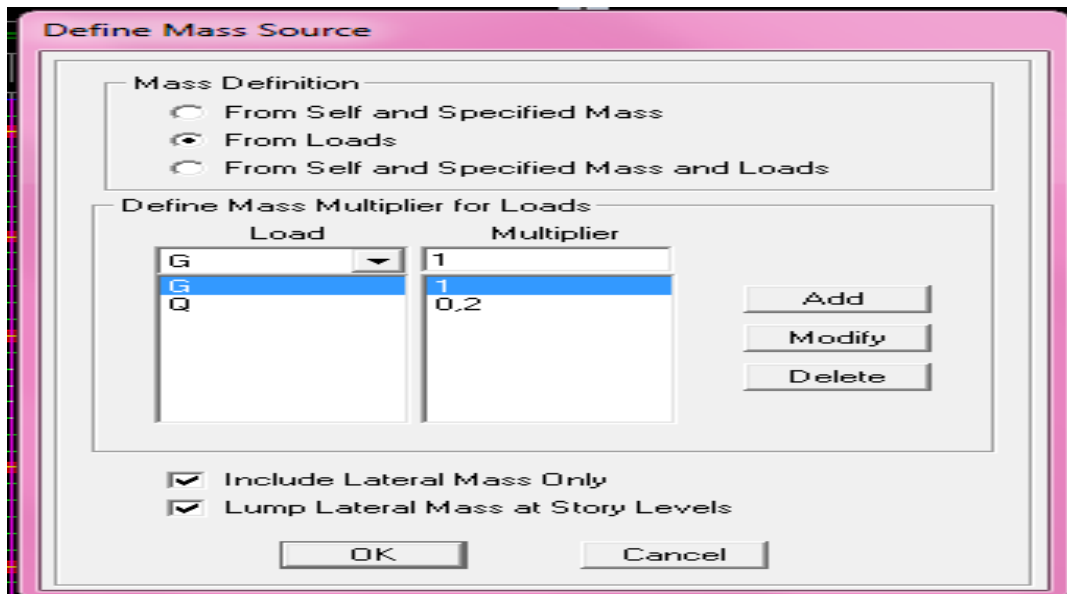 Define Mass Source
Mass Definition
From Self and Specified Mass
From Loads
From Self and Specified Mass and Loads
Define Mass Multiplier for Loads
Load Multiplier
G 1
G 1
Q 0,2
Add
Modify
Delete
Include Lateral Mass Only
Lump Lateral Mass at Story Levels
OK Cancel